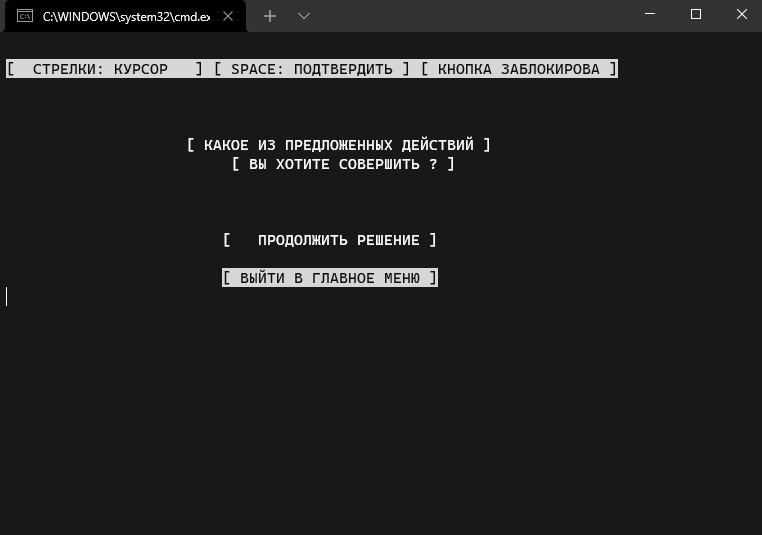 C:\WINDOWS\system32\cmd.ex
[  СТРЕЛКИ: КУРСОР   ] [ SPACE: ПОДТВЕРДИТЬ ] [ КНОПКА ЗАБЛОКИРОВА ]
[ КАКОЕ ИЗ ПРЕДЛОЖЕННЫХ ДЕЙСТВИЙ ]
[ ВЫ ХОТИТЕ СОВЕРШИТЬ ? ]
[   ПРОДОЛЖИТЬ РЕШЕНИЕ ]
[ ВЫЙТИ В ГЛАВНОЕ МЕНЮ ]